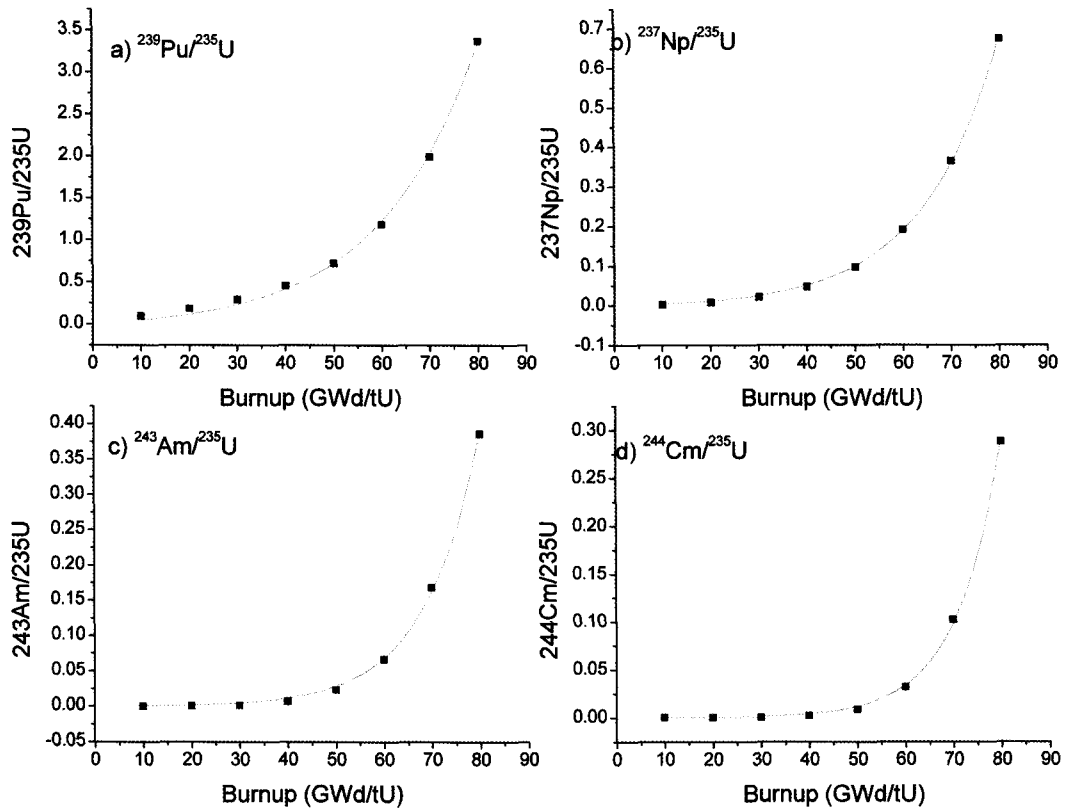 a) ²³⁹Pu/²³⁵U
239Pu/235U
3.5
3.0
2.5
2.0
1.5
1.0
0.5
0.0
0 10 20 30 40 50 60 70 80 90
Burnup (GWd/tU)
b) ²³⁷Np/²³⁵U
237Np/235U
0.7
0.6
0.5
0.4
0.3
0.2
0.1
0.0
-0.1
0 10 20 30 40 50 60 70 80 90
Burnup (GWd/tU)
c) ²⁴³Am/²³⁵U
243Am/235U
0.40
0.35
0.30
0.25
0.20
0.15
0.10
0.05
0.00
-0.05
0 10 20 30 40 50 60 70 80 90
Burnup (GWd/tU)
d) ²⁴⁴Cm/²³⁵U
244Cm/235U
0.30
0.25
0.20
0.15
0.10
0.05
0.00
0 10 20 30 40 50 60 70 80 90
Burnup (GWd/tU)